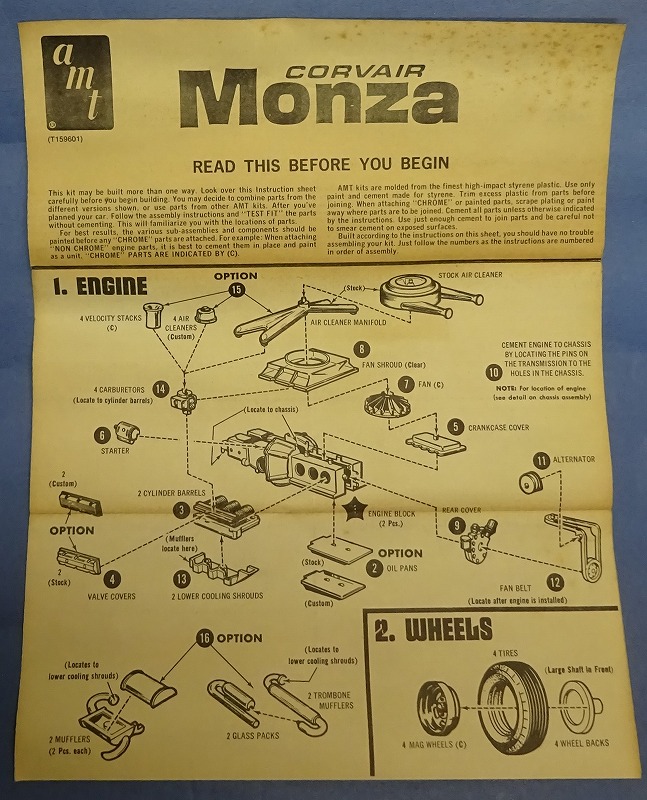 amt
®
(T159601)
CORVAIR
Monza
READ THIS BEFORE YOU BEGIN
This kit may be built more than one way. Look over this Instruction sheet
carefully before you begin building. You may decide to combine parts from the
different versions shown, or use parts from other AMT kits. After you've
planned your car. Follow the assembly instructions and "TEST FIT" the parts
without cementing. This will familiarize you with the locations of parts.
For best results, the various sub-assemblies and components should be
painted before any "CHROME" parts are attached. For example: When attaching
"NON CHROME" engine parts, it is best to cement them in place and paint
as a unit. "CHROME" PARTS ARE INDICATED BY (C).
AMT kits are molded from the finest high-impact styrene plastic. Use only
paint and cement made for styrene. Trim excess plastic from parts before
joining. When attaching "CHROME" or painted parts, scrape plating or paint
away where parts are to be joined. Cement all parts unless otherwise indicated
by the instructions. Use just enough cement to join parts and be careful not
to smear cement on exposed surfaces.
Built according to the instructions on this sheet, you should have no trouble
assembling your kit. Just follow the numbers as the instructions are numbered
in order of assembly.
1. ENGINE
OPTION
15
4 VELOCITY STACKS
(C)
4 AIR
CLEANERS
(Custom)
(Stock)
STOCK AIR CLEANER
AIR CLEANER MANIFOLD
8
FAN SHROUD (Clear)
CEMENT ENGINE TO CHASSIS
BY LOCATING THE PINS ON
THE TRANSMISSION TO THE
HOLES IN THE CHASSIS.
10
NOTE: For location of engine
(see detail on chassis assembly)
4 CARBURETORS
(Locate to cylinder barrels)
14
7
FAN (C)
(Locate to chassis)
5
CRANKCASE COVER
6
STARTER
11
ALTERNATOR
2
(Custom)
OPTION
2
(Stock)
2 CYLINDER BARRELS
3
(Mufflers
locate here)
ENGINE BLOCK
(2 Pcs.)
REAR COVER
9
4
VALVE COVERS
13
2 LOWER COOLING SHROUDS
(Stock)
OPTION
2
OIL PANS
(Custom)
FAN BELT
12
(Locate after engine is installed)
16
OPTION
(Locates to
lower cooling shrouds)
(Locates to
lower cooling shrouds)
2 MUFFLERS
(2 Pcs. each)
2 GLASS PACKS
2 TROMBONE
MUFFLERS
2. WHEELS
4 TIRES
(Large Shaft in Front)
4 MAG WHEELS (C)
4 WHEEL BACKS